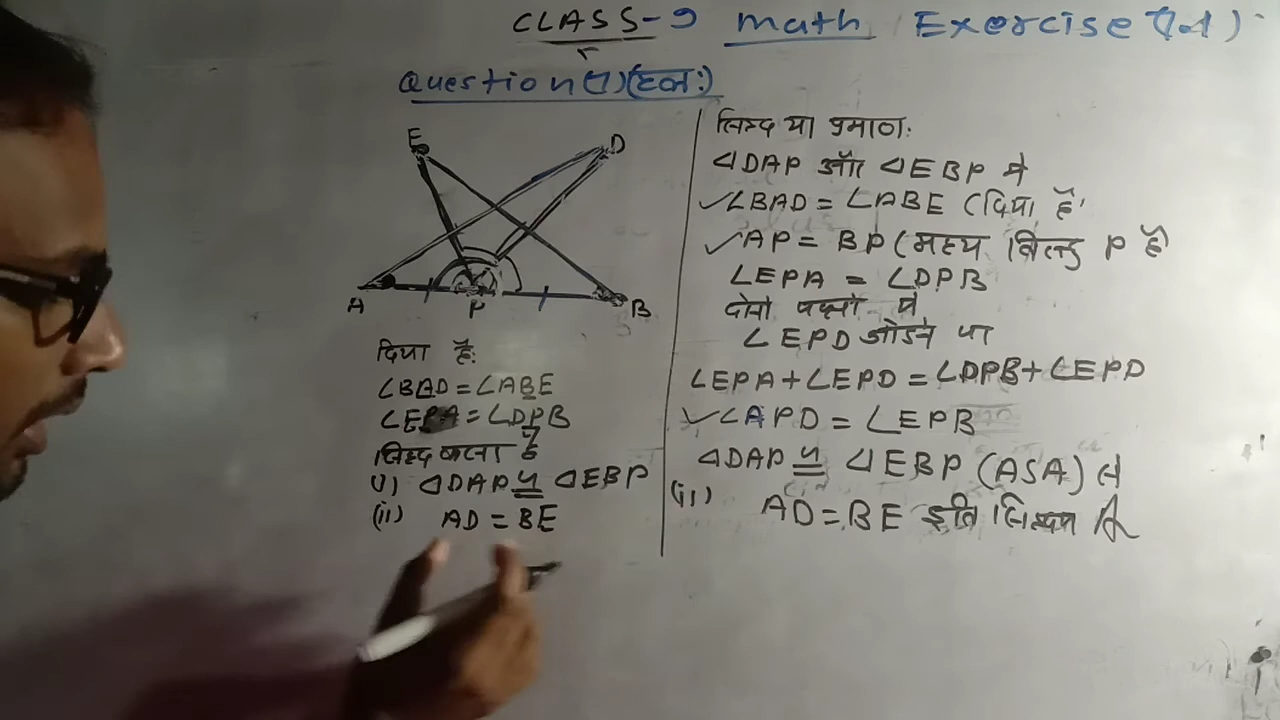 CLASS-9 math Exercise (7.1)
Question (7) (हल:)
E
D
A
P
B
दिया है:
∠BAD = ∠ABE
∠EPA = ∠DPB
सिद्ध करना है
(i) △DAP ≅ △EBP
(ii) AD = BE
सिद्ध या प्रमाण:
△DAP और △EBP में
✓∠BAD = ∠ABE (दिया है'
✓AP = BP (मध्य बिन्दु P है)
∠EPA = ∠DPB
दोनो पक्षो में
∠EPD जोडने पर
∠EPA + ∠EPD = ∠DPB + ∠EPD
✓∠APD = ∠EPB
△DAP ≅ △EBP (ASA) से
(ii) AD = BE इति सिद्धम